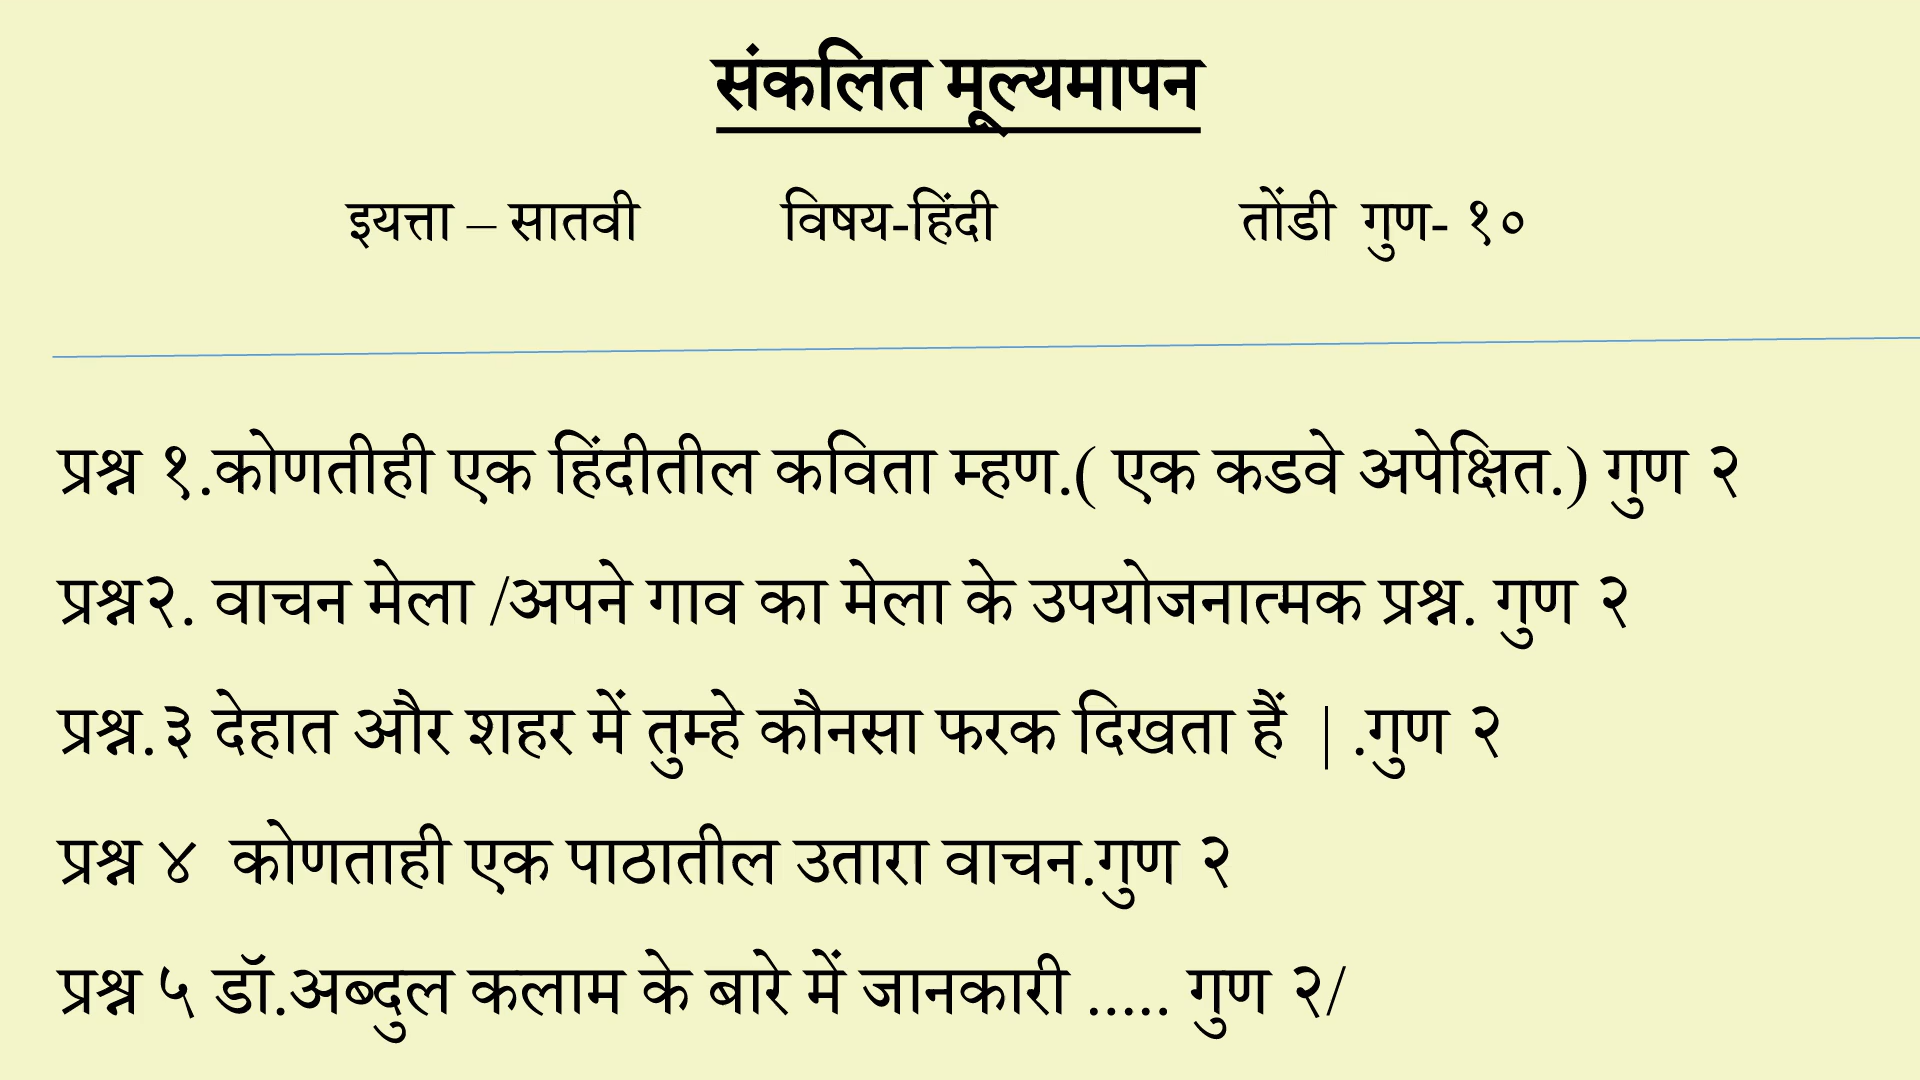 संकलित मूल्यमापन
इयत्ता – सातवी विषय-हिंदी तोंडी गुण- १०
प्रश्न १.कोणतीही एक हिंदीतील कविता म्हण.( एक कडवे अपेक्षित.) गुण २
प्रश्न२. वाचन मेला /अपने गाव का मेला के उपयोजनात्मक प्रश्न. गुण २
प्रश्न.३ देहात और शहर में तुम्हे कौनसा फरक दिखता हैं | .गुण २
प्रश्न ४ कोणताही एक पाठातील उतारा वाचन.गुण २
प्रश्न ५ डॉ.अब्दुल कलाम के बारे में जानकारी ..... गुण २/